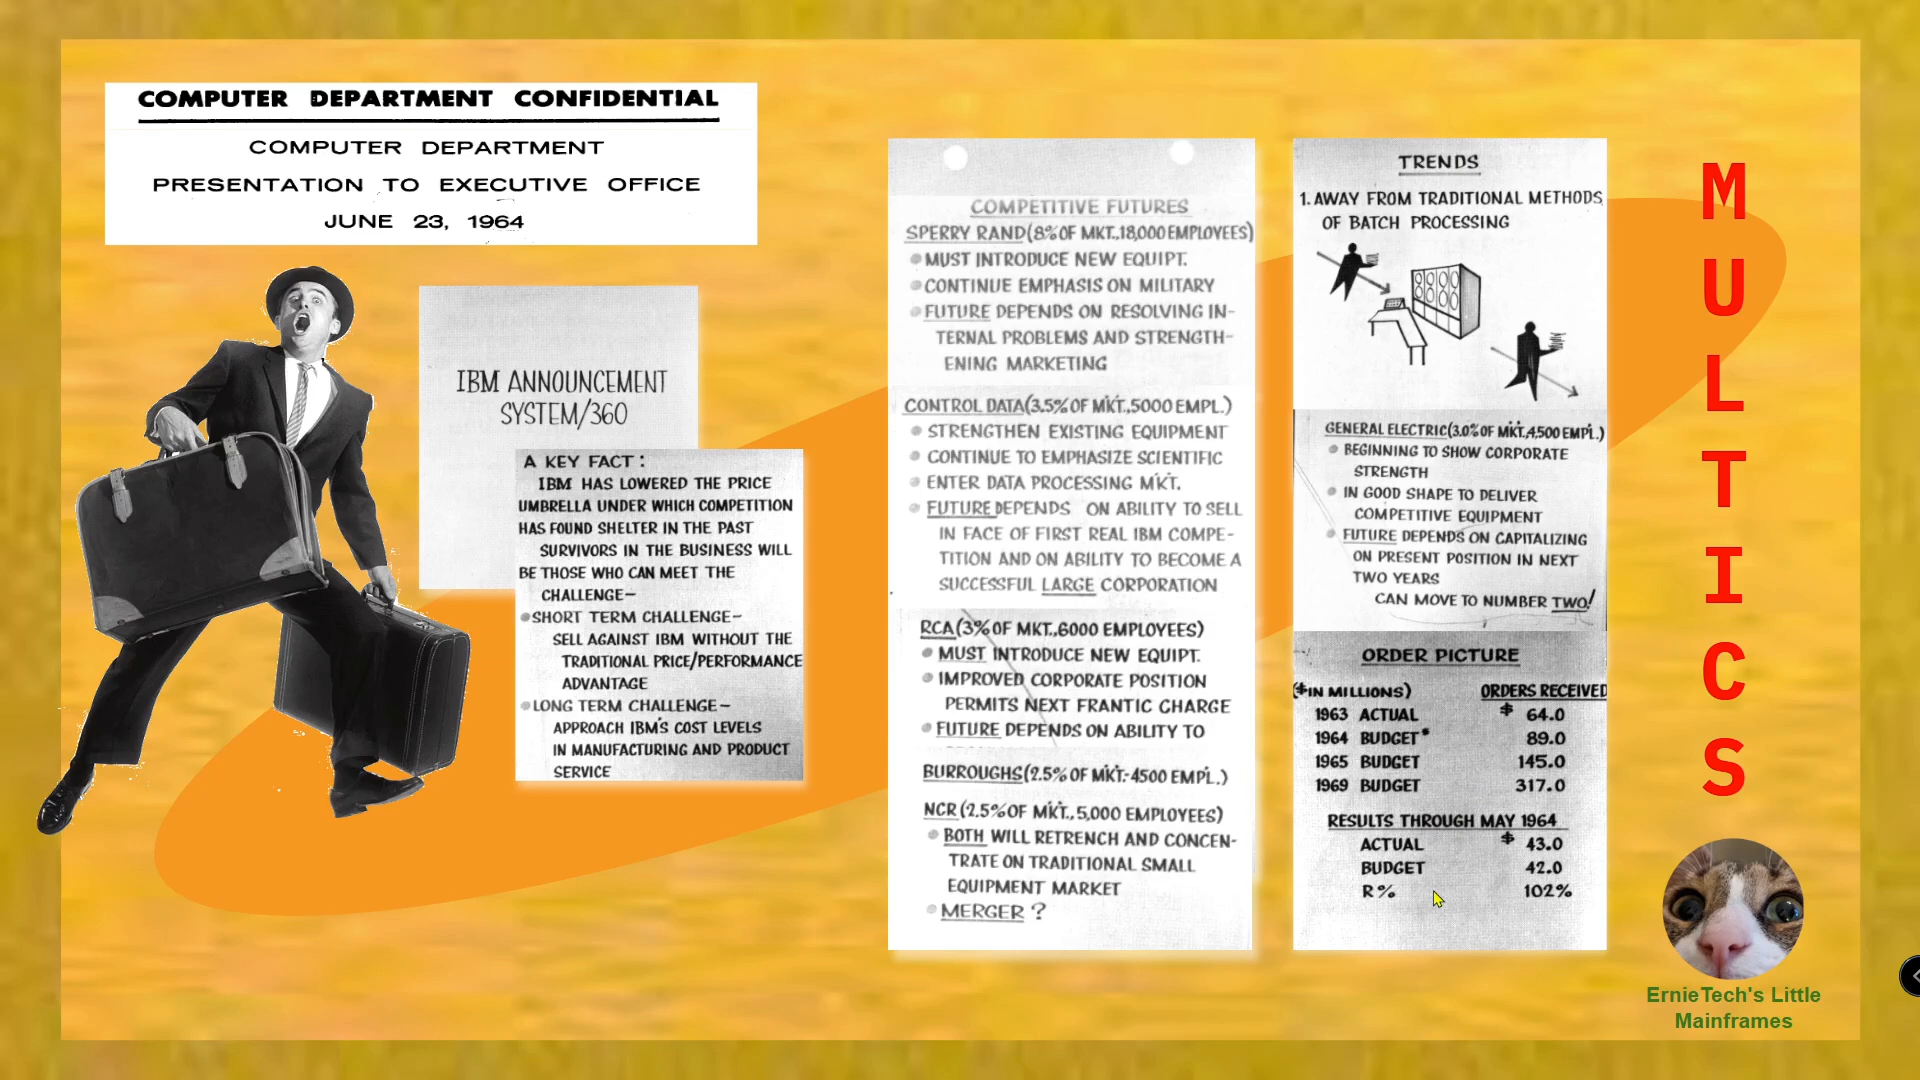 COMPUTER DEPARTMENT CONFIDENTIAL
COMPUTER DEPARTMENT
PRESENTATION TO EXECUTIVE OFFICE
JUNE 23, 1964
IBM ANNOUNCEMENT
SYSTEM/360
A KEY FACT:
IBM HAS LOWERED THE PRICE
UMBRELLA UNDER WHICH COMPETITION
HAS FOUND SHELTER IN THE PAST
SURVIVORS IN THE BUSINESS WILL
BE THOSE WHO CAN MEET THE
CHALLENGE-
SHORT TERM CHALLENGE-
SELL AGAINST IBM WITHOUT THE
TRADITIONAL PRICE/PERFORMANCE
ADVANTAGE
LONG TERM CHALLENGE-
APPROACH IBM'S COST LEVELS
IN MANUFACTURING AND PRODUCT
SERVICE
COMPETITIVE FUTURES
SPERRY RAND (8% OF MKT., 18,000 EMPLOYEES)
MUST INTRODUCE NEW EQUIPT.
CONTINUE EMPHASIS ON MILITARY
FUTURE DEPENDS ON RESOLVING IN-
TERNAL PROBLEMS AND STRENGTH-
ENING MARKETING
CONTROL DATA (3.5% OF MKT., 5000 EMPL.)
STRENGTHEN EXISTING EQUIPMENT
CONTINUE TO EMPHASIZE SCIENTIFIC
ENTER DATA PROCESSING MKT.
FUTURE DEPENDS ON ABILITY TO SELL
IN FACE OF FIRST REAL IBM COMPE-
TITION AND ON ABILITY TO BECOME A
SUCCESSFUL LARGE CORPORATION
RCA (3% OF MKT., 6000 EMPLOYEES)
MUST INTRODUCE NEW EQUIPT.
IMPROVED CORPORATE POSITION
PERMITS NEXT FRANTIC CHARGE
FUTURE DEPENDS ON ABILITY TO
BURROUGHS (2.5% OF MKT.- 4500 EMPL.)
NCR (2.5% OF MKT., 5,000 EMPLOYEES)
BOTH WILL RETRENCH AND CONCEN-
TRATE ON TRADITIONAL SMALL
EQUIPMENT MARKET
MERGER ?
TRENDS
1. AWAY FROM TRADITIONAL METHODS
OF BATCH PROCESSING
GENERAL ELECTRIC (3.0% OF MKT., 4,500 EMPL.)
BEGINNING TO SHOW CORPORATE
STRENGTH
IN GOOD SHAPE TO DELIVER
COMPETITIVE EQUIPMENT
FUTURE DEPENDS ON CAPITALIZING
ON PRESENT POSITION IN NEXT
TWO YEARS
CAN MOVE TO NUMBER TWO!
ORDER PICTURE
($ IN MILLIONS) ORDERS RECEIVED
1963 ACTUAL $ 64.0
1964 BUDGET* 89.0
1965 BUDGET 145.0
1969 BUDGET 317.0
RESULTS THROUGH MAY 1964
ACTUAL $ 43.0
BUDGET 42.0
R% 102%
MULTICS
ErnieTech's Little
Mainframes